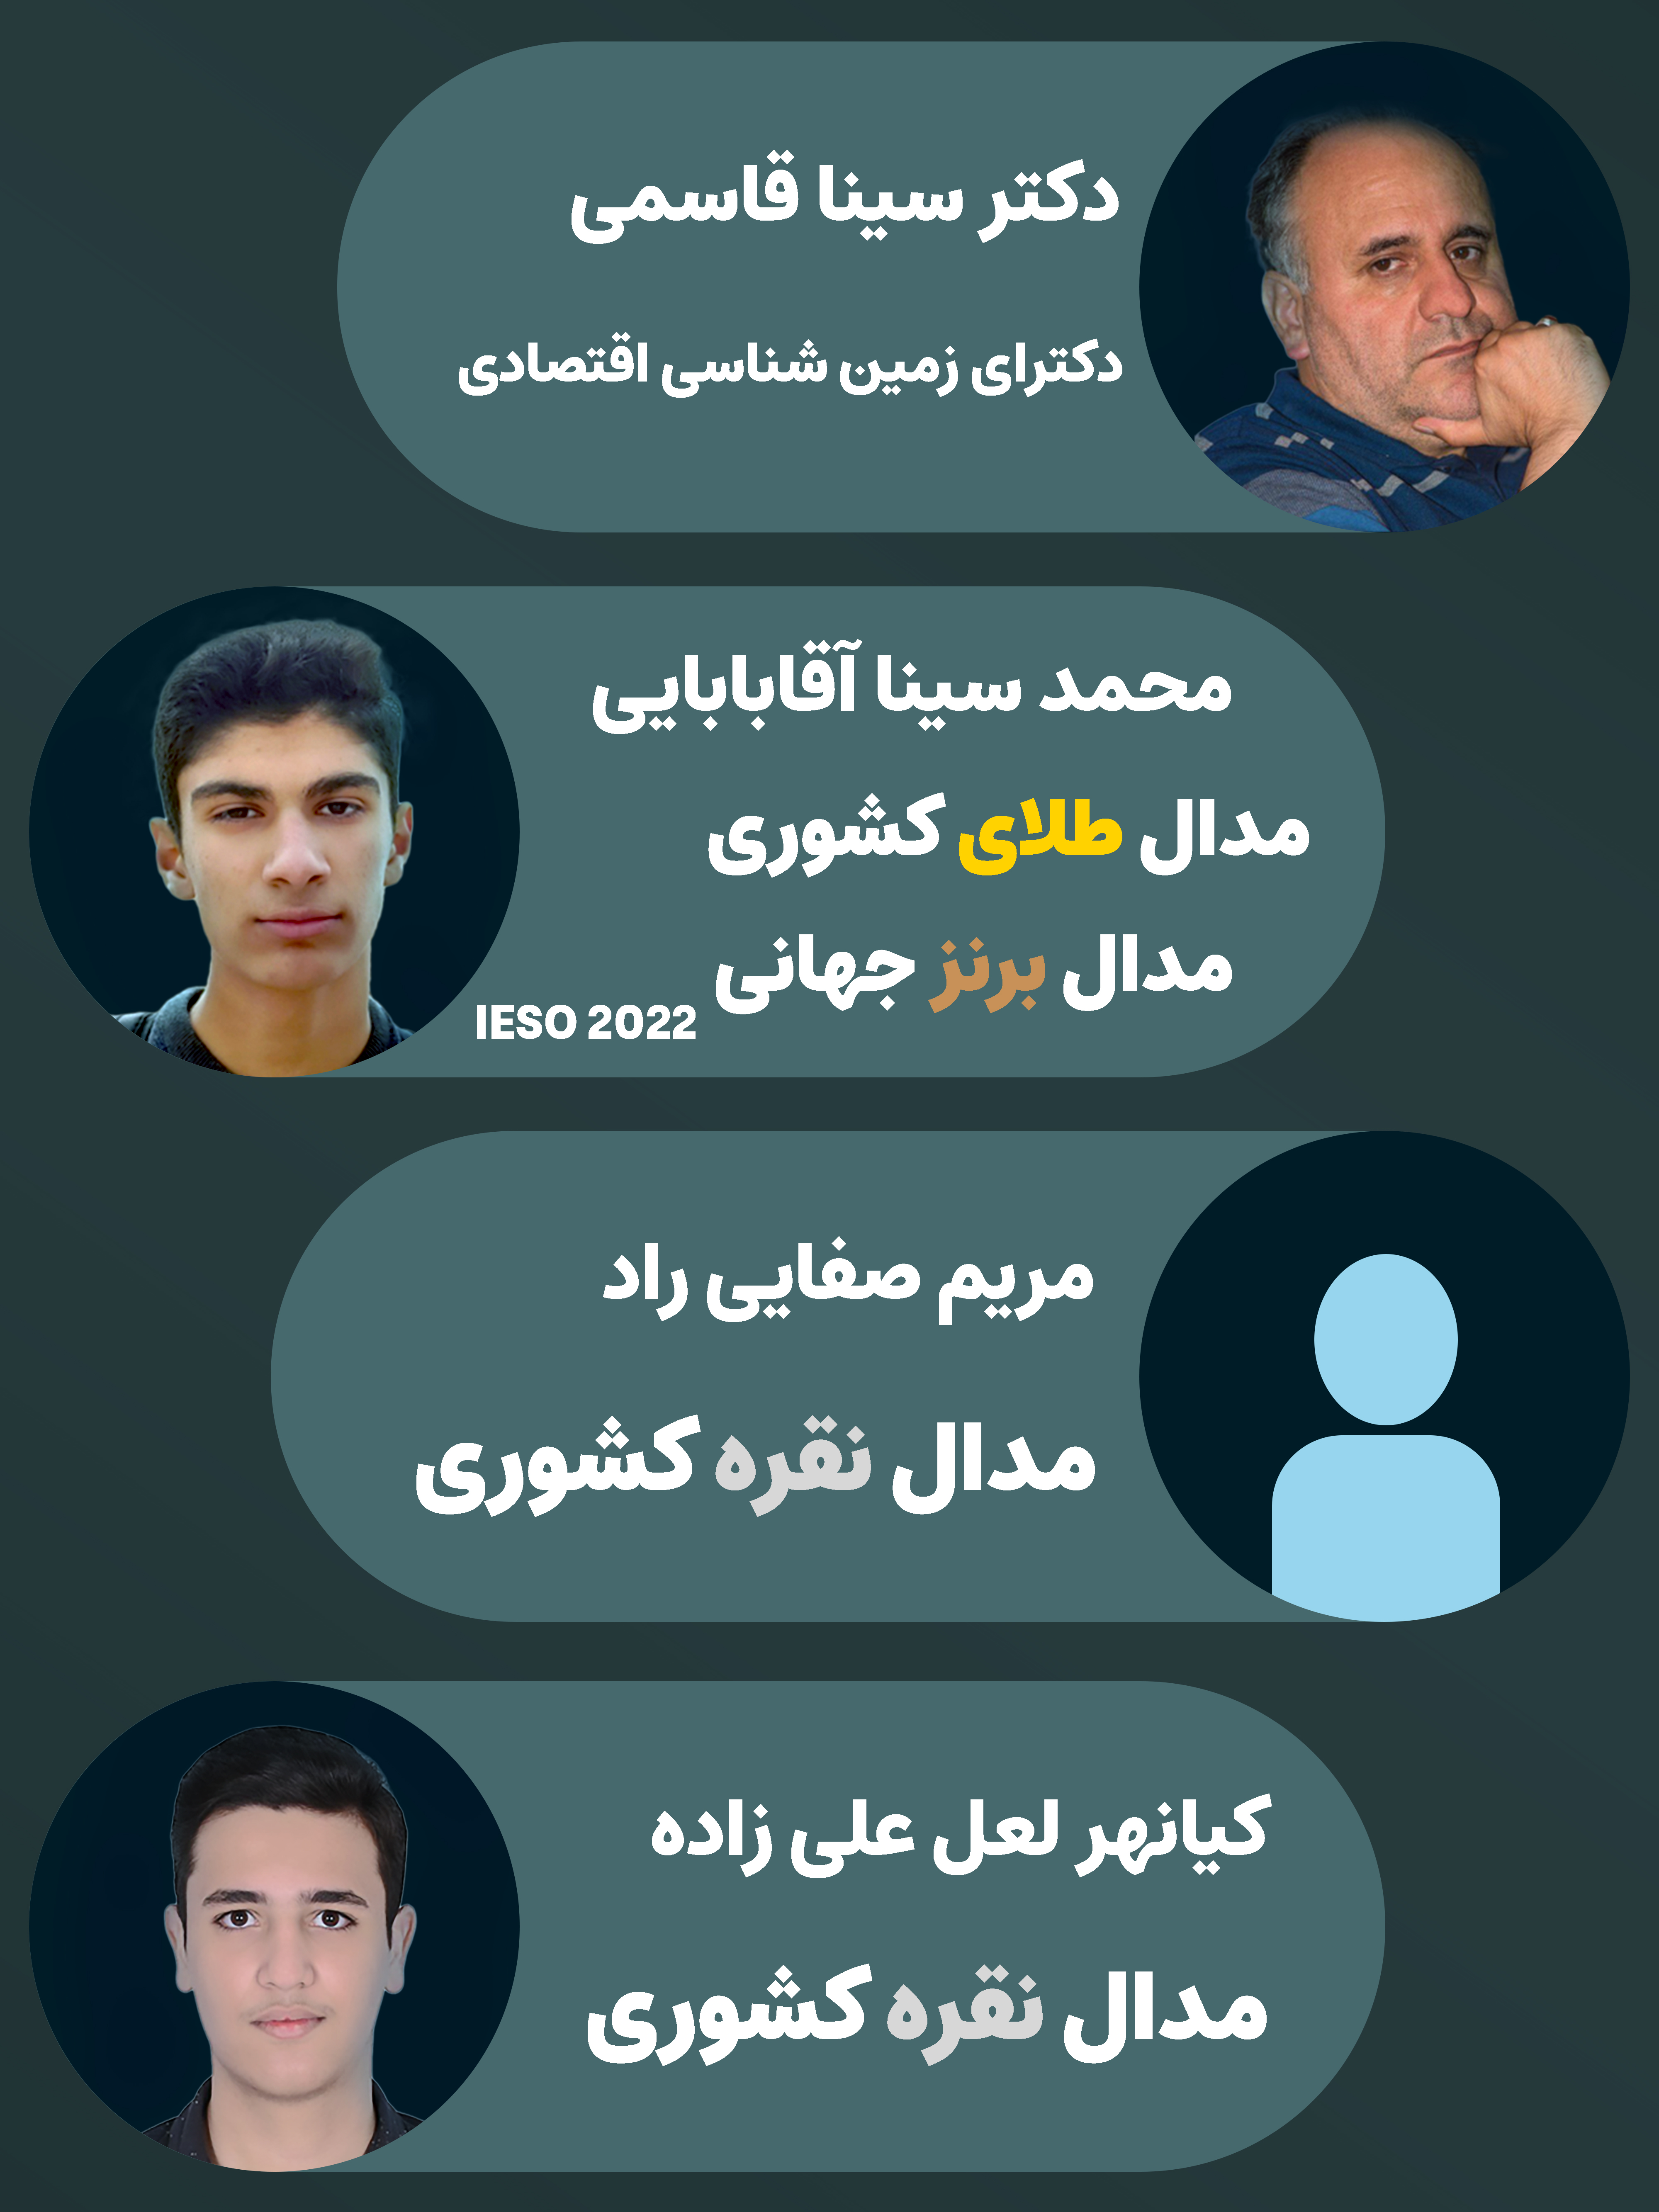 دکتر سینا قاسمی
دکترای زمین شناسی اقتصادی
محمد سینا آقابابایی
مدال طلای کشوری
مدال برنز جهانی
IESO 2022
مریم صفایی راد
مدال نقره کشوری
کیانهر لعل علی زاده
مدال نقره کشوری